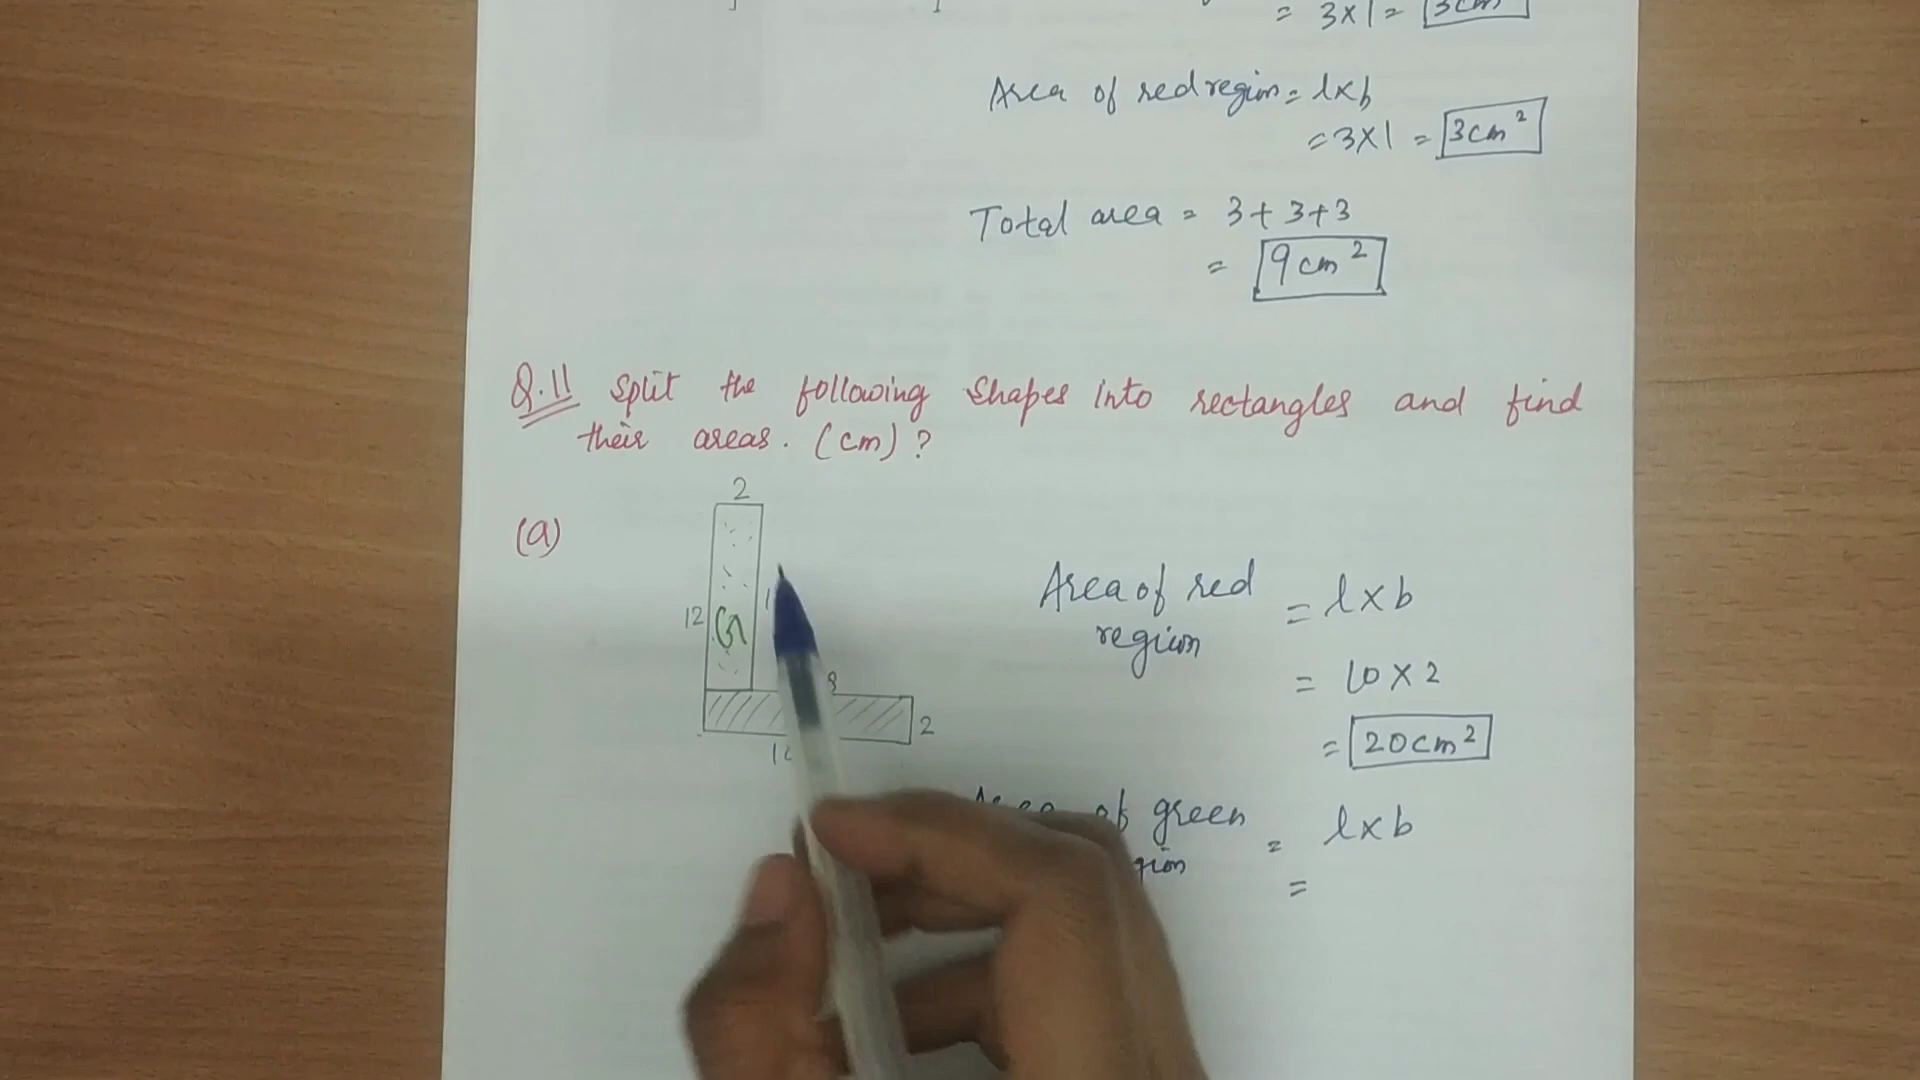 = 3×1 = 3cm
Area of red region = l×b
= 3×1 = 3cm²
Total area = 3+3+3
= 9cm²
Q.11 Split the following Shapes into rectangles and find
their areas. (cm) ?
(a)
2
12
G
8
2
Area of red region = l×b
= 10×2
= 20cm²
of green = l×b
=